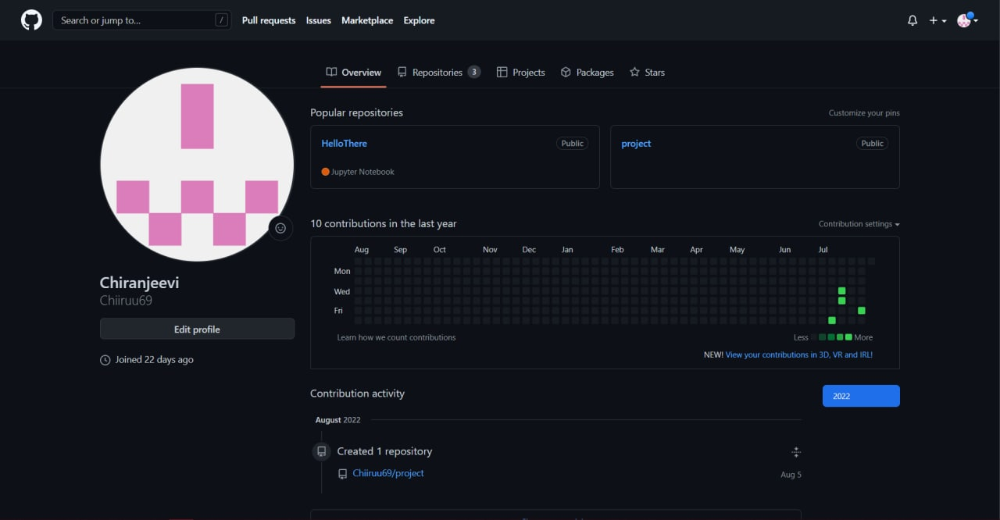 Search or jump to... /
Pull requests Issues Marketplace Explore
Overview Repositories 3 Projects Packages Stars
Chiranjeevi
Chiiruu69
Edit profile
Joined 22 days ago
Popular repositories Customize your pins
HelloThere Public
Jupyter Notebook
project Public
10 contributions in the last year Contribution settings
Aug Sep Oct Nov Dec Jan Feb Mar Apr May Jun Jul
Mon
Wed
Fri
Learn how we count contributions Less More
NEW! View your contributions in 3D, VR and IRL!
Contribution activity
2022
August 2022
Created 1 repository
Chiiruu69/project Aug 5